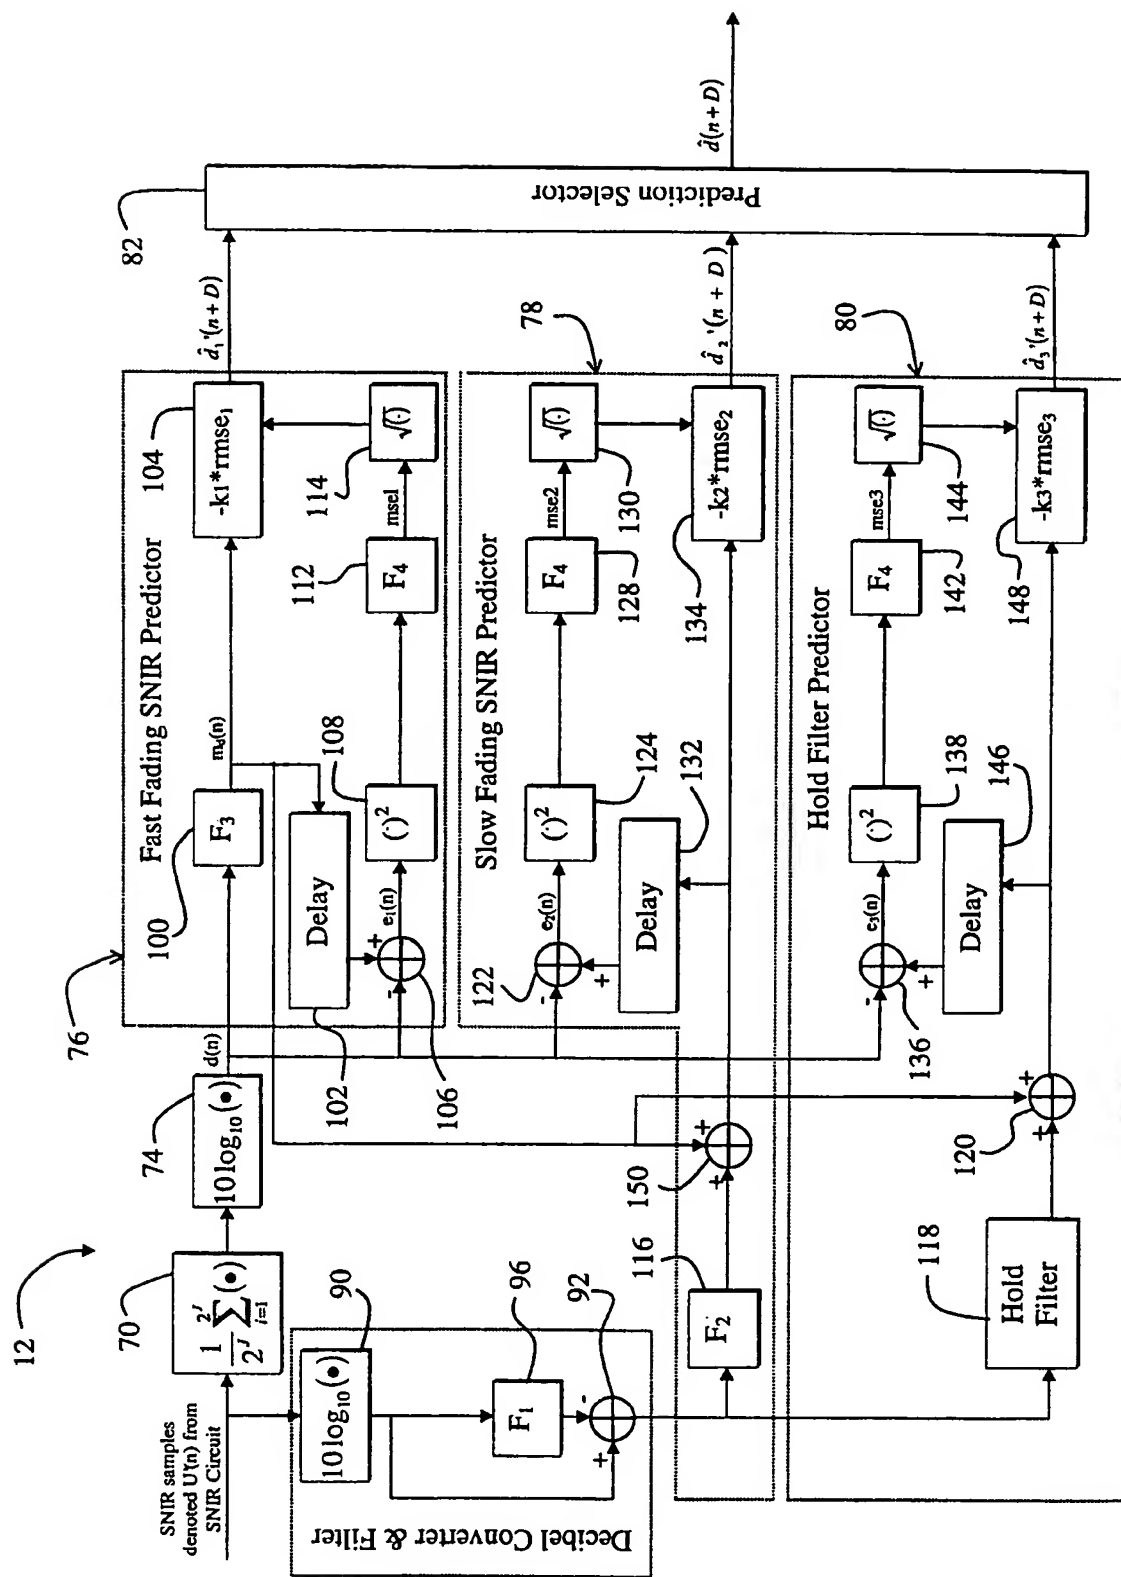 12
SNIR samples
denoted U'(n) from
SNIR Circuit
70
\frac{1}{2^J} \sum_{i=1}^{2^J} (•)
74
10log₁₀(•)
d(n)
76
Fast Fading SNIR Predictor
100
F₃
m_d(n)
104
-k1*rmse₁
d̂₁'(n+D)
102
Delay
+
-
106
e₁(n)
108
(·)²
112
F₄
mse1
114
√(·)
82
Prediction Selector
d̂(n+D)
Decibel Converter & Filter
90
10log₁₀(•)
96
F₁
92
-
+
78
Slow Fading SNIR Predictor
122
-
+
e₂(n)
124
(·)²
128
F₄
mse2
130
√(·)
132
Delay
116
F₂
150
+
+
134
-k2*rmse₂
d̂₂'(n + D)
80
Hold Filter Predictor
136
-
+
e₃(n)
138
(·)²
142
F₄
mse3
144
√(·)
146
Delay
118
Hold
Filter
120
+
+
148
-k3*rmse₃
d̂₃'(n+D)